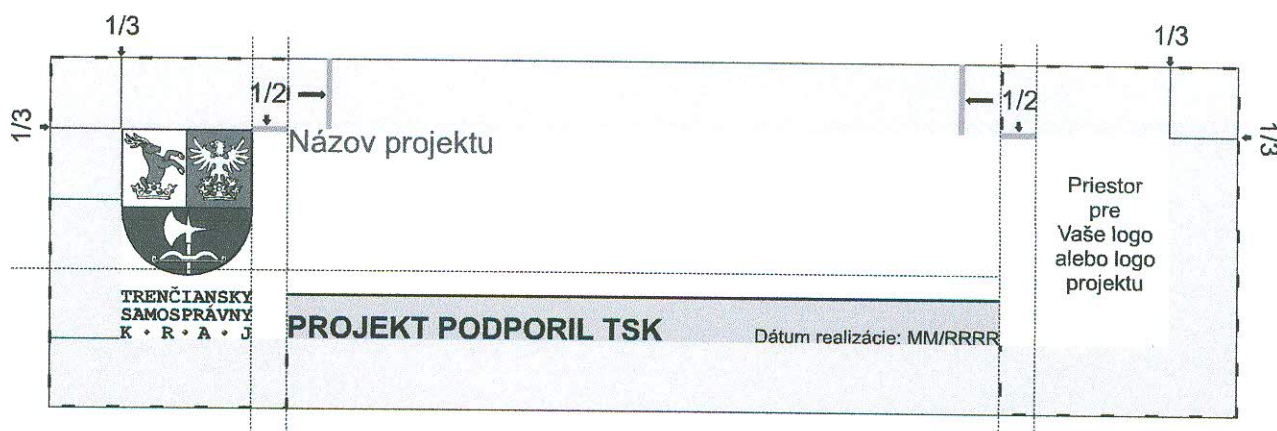 1/3
1/3
1/2
1/2
1/3
1/3
Názov projektu
Priestor
pre
Vaše logo
alebo logo
projektu
TRENČIANSKY
SAMOSPRÁVNY
K · R · A · J
PROJEKT PODPORIL TSK
Dátum realizácie: MM/RRRR